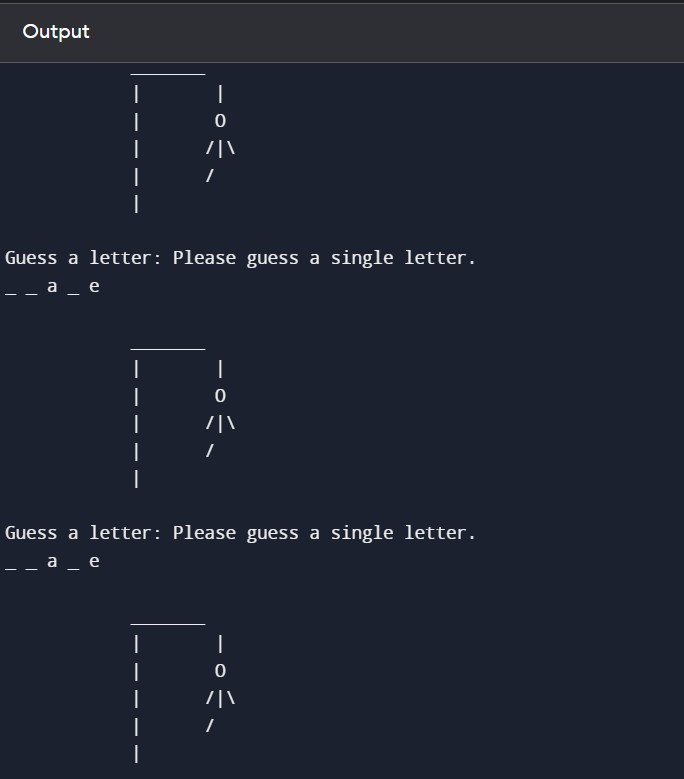 Output
 _______
|       |
|       O
|      /|\
|      /
|
Guess a letter: Please guess a single letter.
_ _ a _ e
 _______
|       |
|       O
|      /|\
|      /
|
Guess a letter: Please guess a single letter.
_ _ a _ e
 _______
|       |
|       O
|      /|\
|      /
|